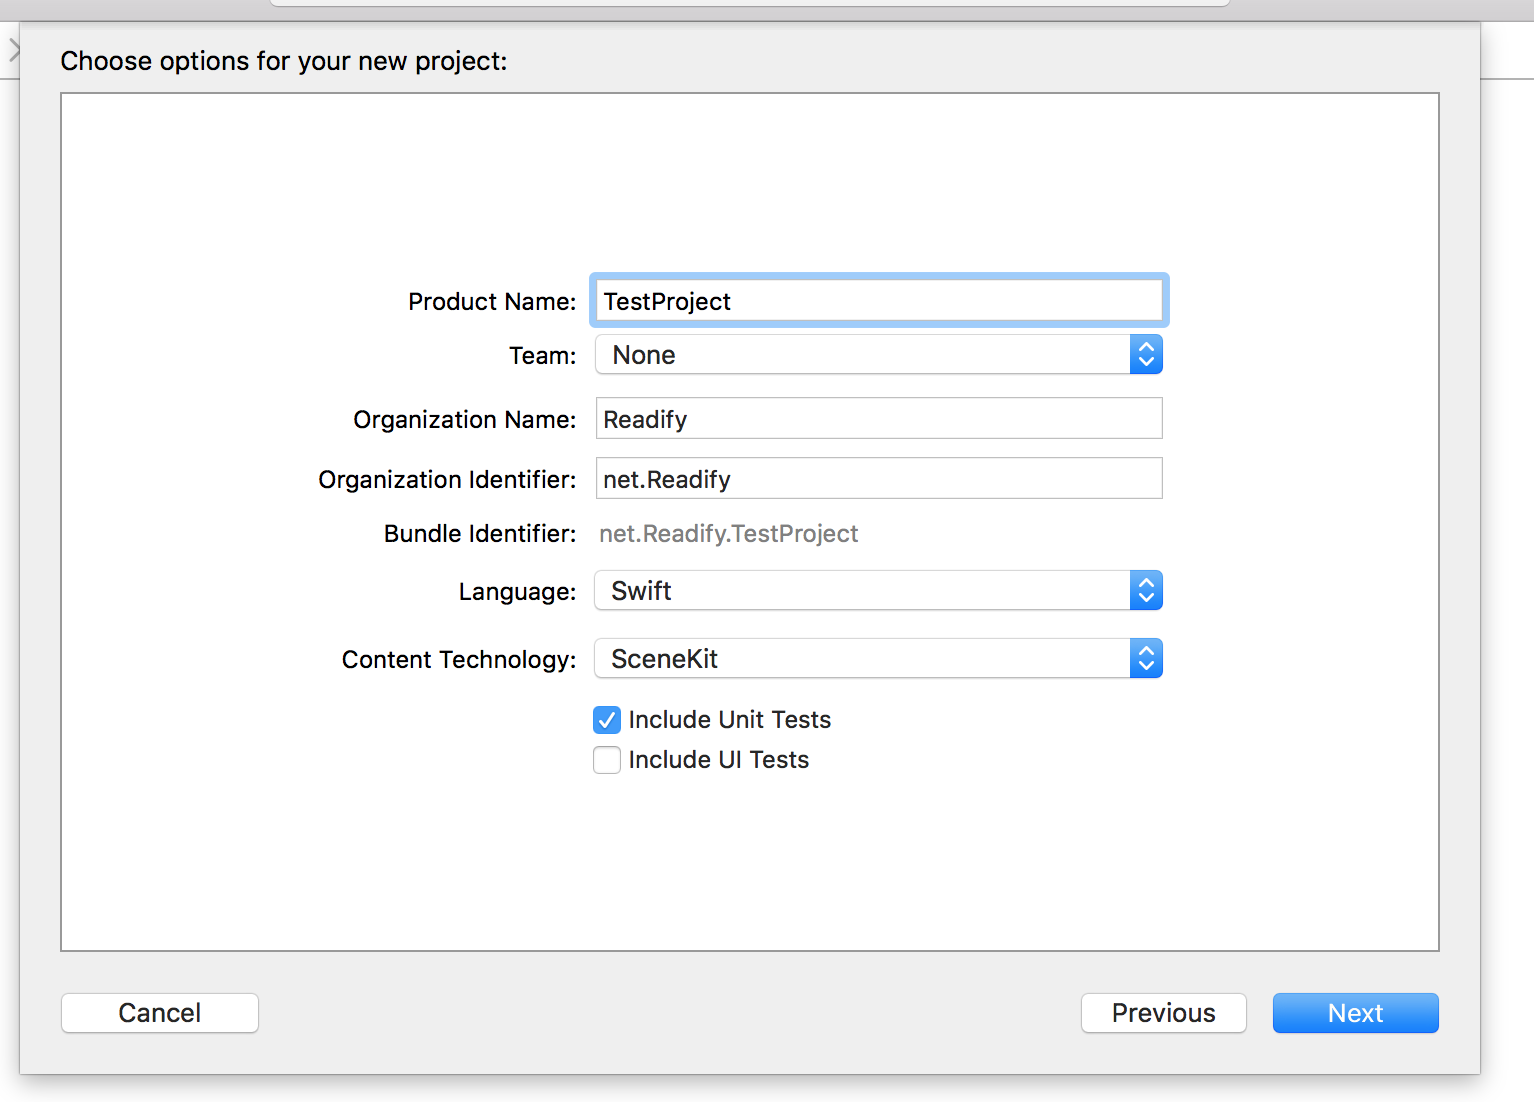 Choose options for your new project:
Product Name: TestProject
Team: None
Organization Name: Readify
Organization Identifier: net.Readify
Bundle Identifier: net.Readify.TestProject
Language: Swift
Content Technology: SceneKit
Include Unit Tests
Include UI Tests
Cancel Previous Next